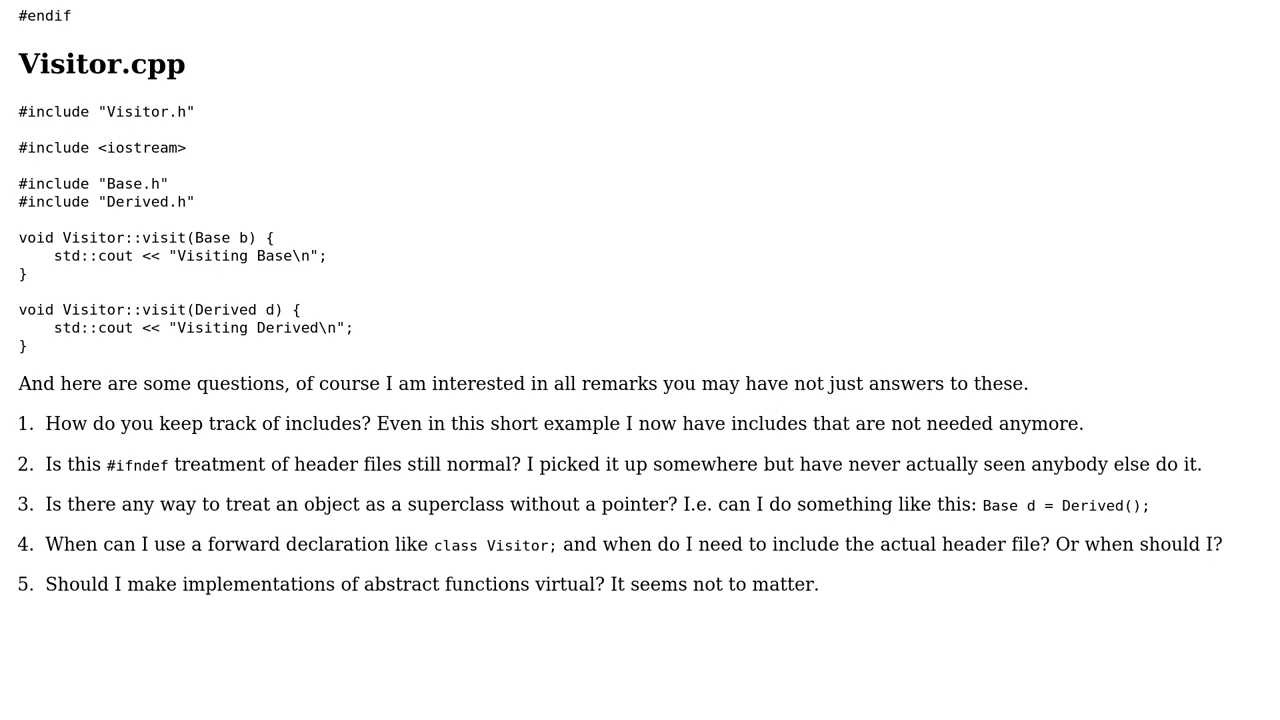 #endif
Visitor.cpp
#include "Visitor.h"
#include <iostream>
#include "Base.h"
#include "Derived.h"
void Visitor::visit(Base b) {
    std::cout << "Visiting Base\n";
}
void Visitor::visit(Derived d) {
    std::cout << "Visiting Derived\n";
}
And here are some questions, of course I am interested in all remarks you may have not just answers to these.
1. How do you keep track of includes? Even in this short example I now have includes that are not needed anymore.
2. Is this #ifndef treatment of header files still normal? I picked it up somewhere but have never actually seen anybody else do it.
3. Is there any way to treat an object as a superclass without a pointer? I.e. can I do something like this: Base d = Derived();
4. When can I use a forward declaration like class Visitor; and when do I need to include the actual header file? Or when should I?
5. Should I make implementations of abstract functions virtual? It seems not to matter.